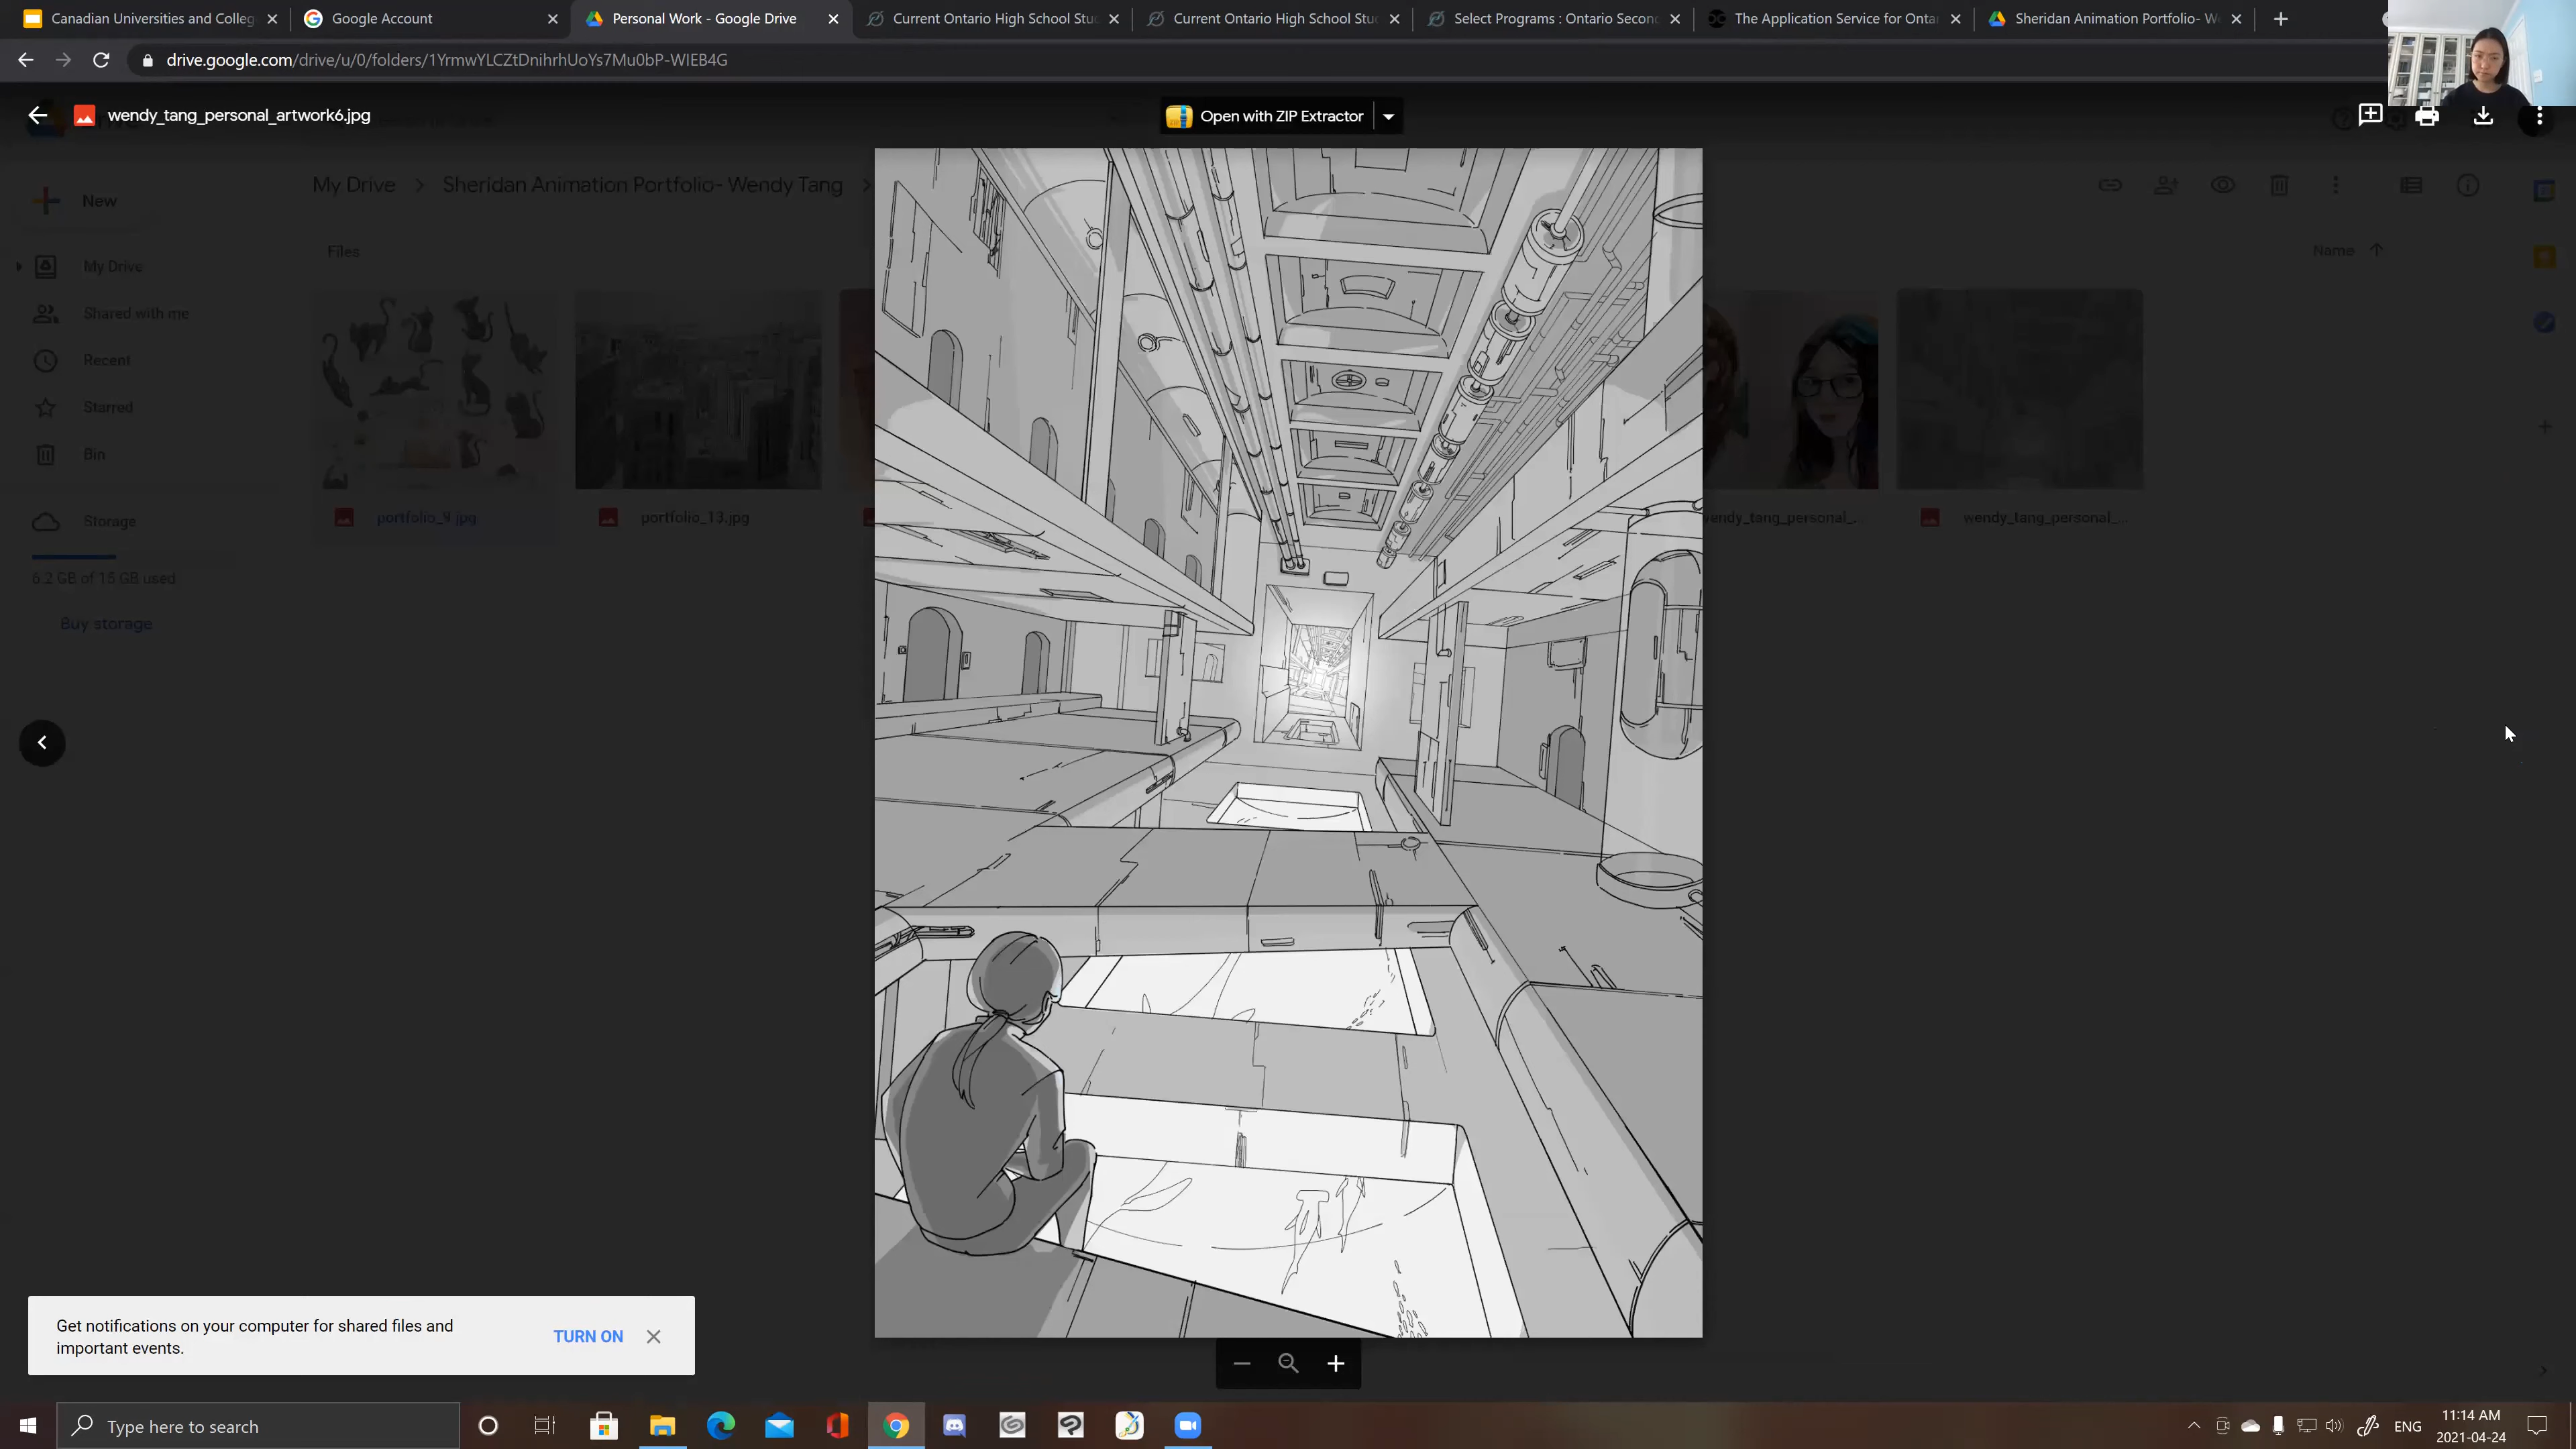 Canadian Universities and Colleg
Google Account
Personal Work - Google Drive
Current Ontario High School Stu
Current Ontario High School Stu
Select Programs : Ontario Secon
The Application Service for Onta
Sheridan Animation Portfolio- W
drive.google.com/drive/u/0/folders/1YrmwYLCZtDnihrhUoYs7Mu0bP-WIEB4G
wendy_tang_personal_artwork6.jpg
Open with ZIP Extractor
New
My Drive
Sheridan Animation Portfolio- Wendy Tang
Files
Name
My Drive
Shared with me
Recent
Starred
Bin
Storage
6.2 GB of 15 GB used
Buy storage
portfolio_9.jpg
portfolio_13.jpg
endy_tang_personal_...
wendy_tang_personal_...
Get notifications on your computer for shared files and
important events.
TURN ON
Type here to search
ENG
11:14 AM
2021-04-24